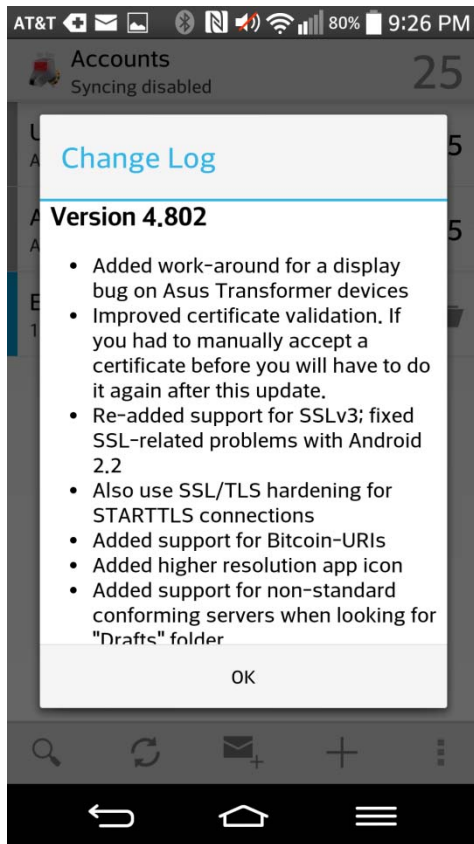 AT&T 80% 9:26 PM
Accounts
Syncing disabled
25
5
5
1
Change Log
Version 4.802
• Added work-around for a display
bug on Asus Transformer devices
• Improved certificate validation. If
you had to manually accept a
certificate before you will have to do
it again after this update.
• Re-added support for SSLv3; fixed
SSL-related problems with Android
2.2
• Also use SSL/TLS hardening for
STARTTLS connections
• Added support for Bitcoin-URIs
• Added higher resolution app icon
• Added support for non-standard
conforming servers when looking for
"Drafts" folder
OK